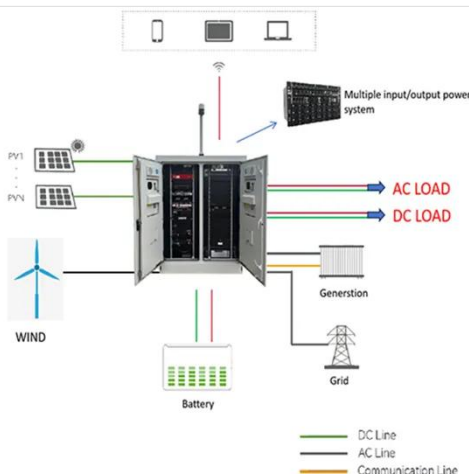 Multiple input/output power
system
PV1
PVN
AC LOAD
DC LOAD
WIND
Generstion
Battery
Grid
DC Line
AC Line
Communication Line